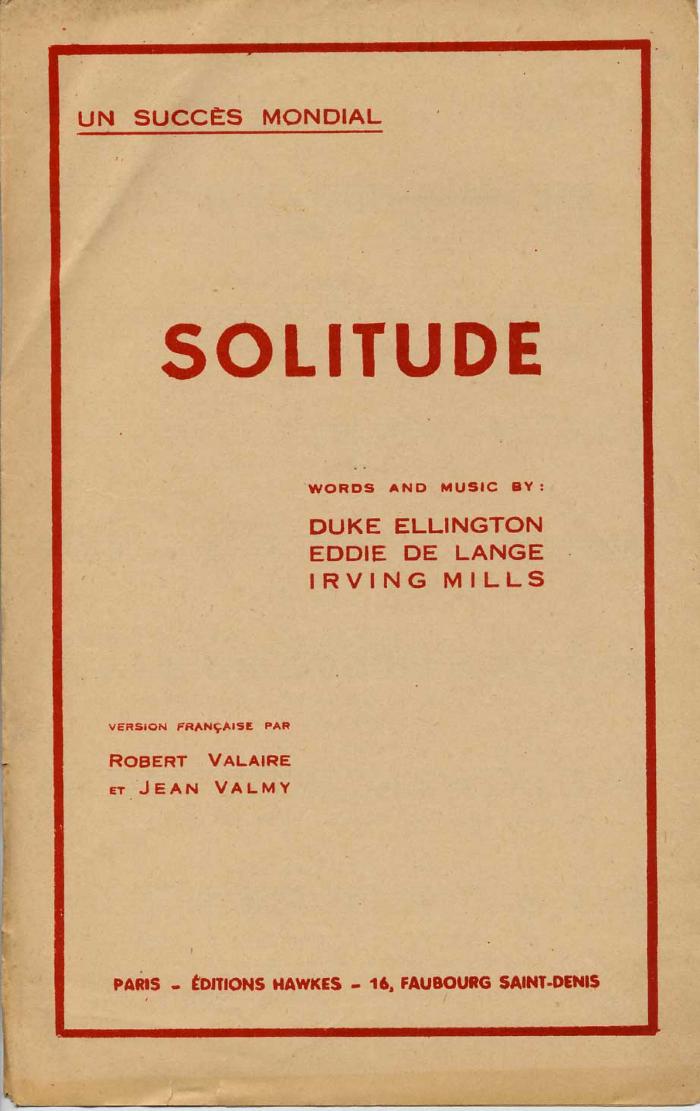 UN SUCCÈS MONDIAL
SOLITUDE
WORDS AND MUSIC BY:
DUKE ELLINGTON
EDDIE DE LANGE
IRVING MILLS
VERSION FRANÇAISE PAR
ROBERT VALAIRE
ET JEAN VALMY
PARIS - ÉDITIONS HAWKES - 16, FAUBOURG SAINT-DENIS